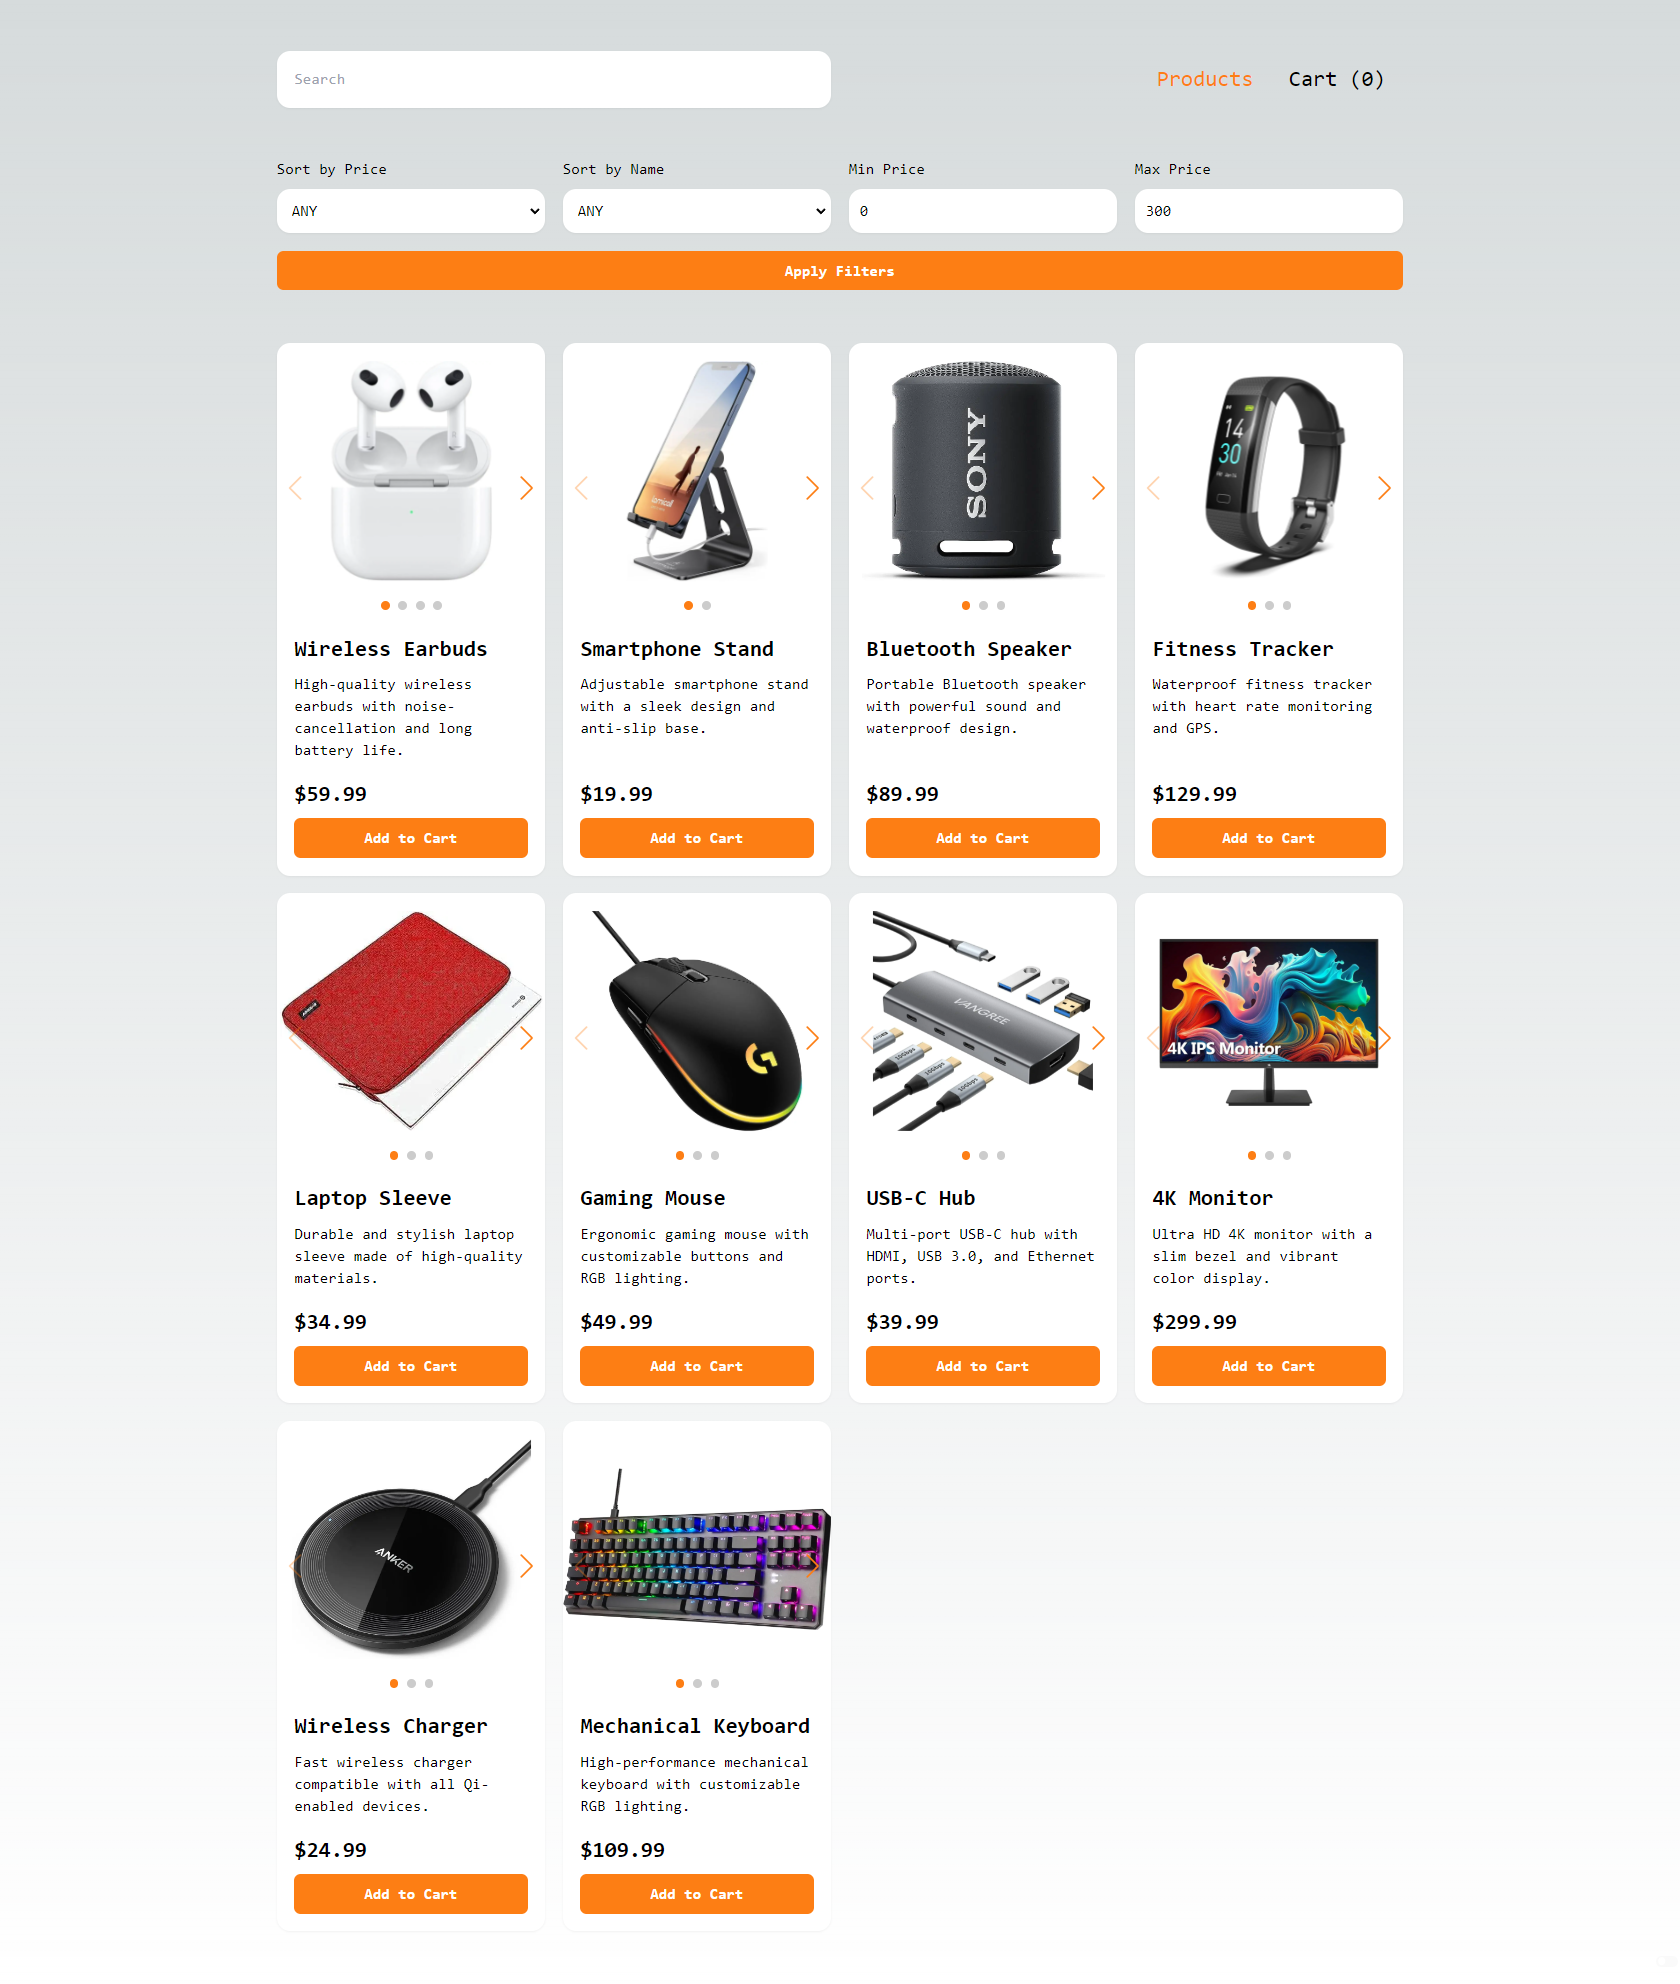 Search
Products
Cart (0)
Sort by Price
Sort by Name
Min Price
Max Price
ANY
ANY
0
300
Apply Filters
SONY
14
30
Wireless Earbuds
High-quality wireless
earbuds with noise-
cancellation and long
battery life.
$59.99
Add to Cart
Smartphone Stand
Adjustable smartphone stand
with a sleek design and
anti-slip base.
$19.99
Add to Cart
Bluetooth Speaker
Portable Bluetooth speaker
with powerful sound and
waterproof design.
$89.99
Add to Cart
Fitness Tracker
Waterproof fitness tracker
with heart rate monitoring
and GPS.
$129.99
Add to Cart
VANGREE
10Gbps
10Gbps
10Gbps
4K IPS Monitor
Laptop Sleeve
Durable and stylish laptop
sleeve made of high-quality
materials.
$34.99
Add to Cart
Gaming Mouse
Ergonomic gaming mouse with
customizable buttons and
RGB lighting.
$49.99
Add to Cart
USB-C Hub
Multi-port USB-C hub with
HDMI, USB 3.0, and Ethernet
ports.
$39.99
Add to Cart
4K Monitor
Ultra HD 4K monitor with a
slim bezel and vibrant
color display.
$299.99
Add to Cart
ANKER
Wireless Charger
Fast wireless charger
compatible with all Qi-
enabled devices.
$24.99
Add to Cart
Mechanical Keyboard
High-performance mechanical
keyboard with customizable
RGB lighting.
$109.99
Add to Cart